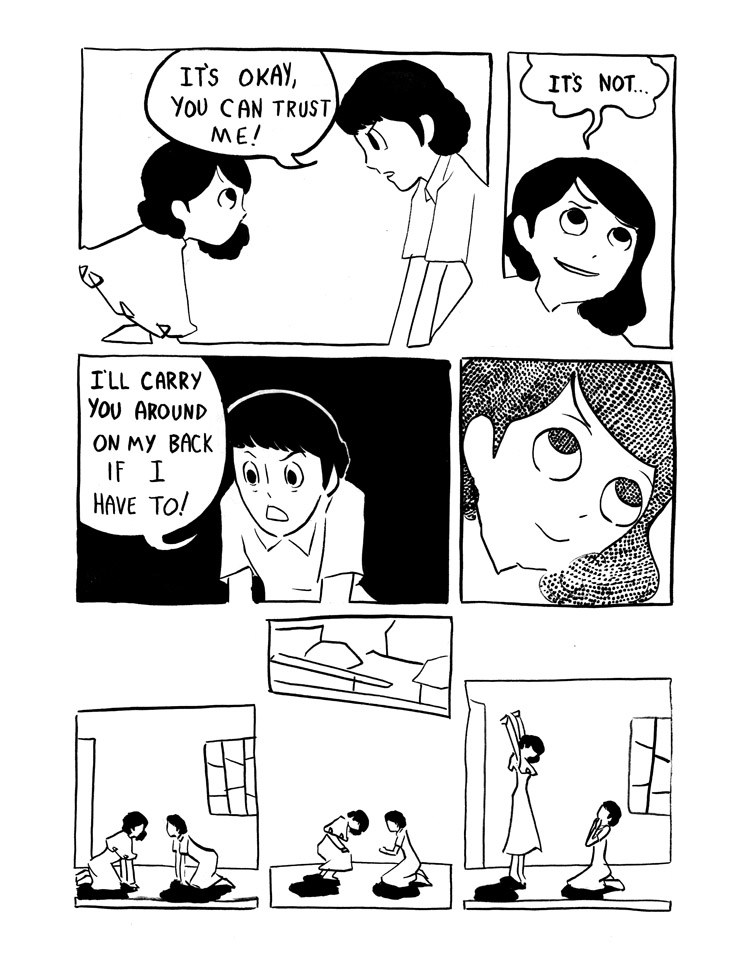 IT'S OKAY,
YOU CAN TRUST
ME!
IT'S NOT...
I'LL CARRY
YOU AROUND
ON MY BACK
IF I
HAVE TO!